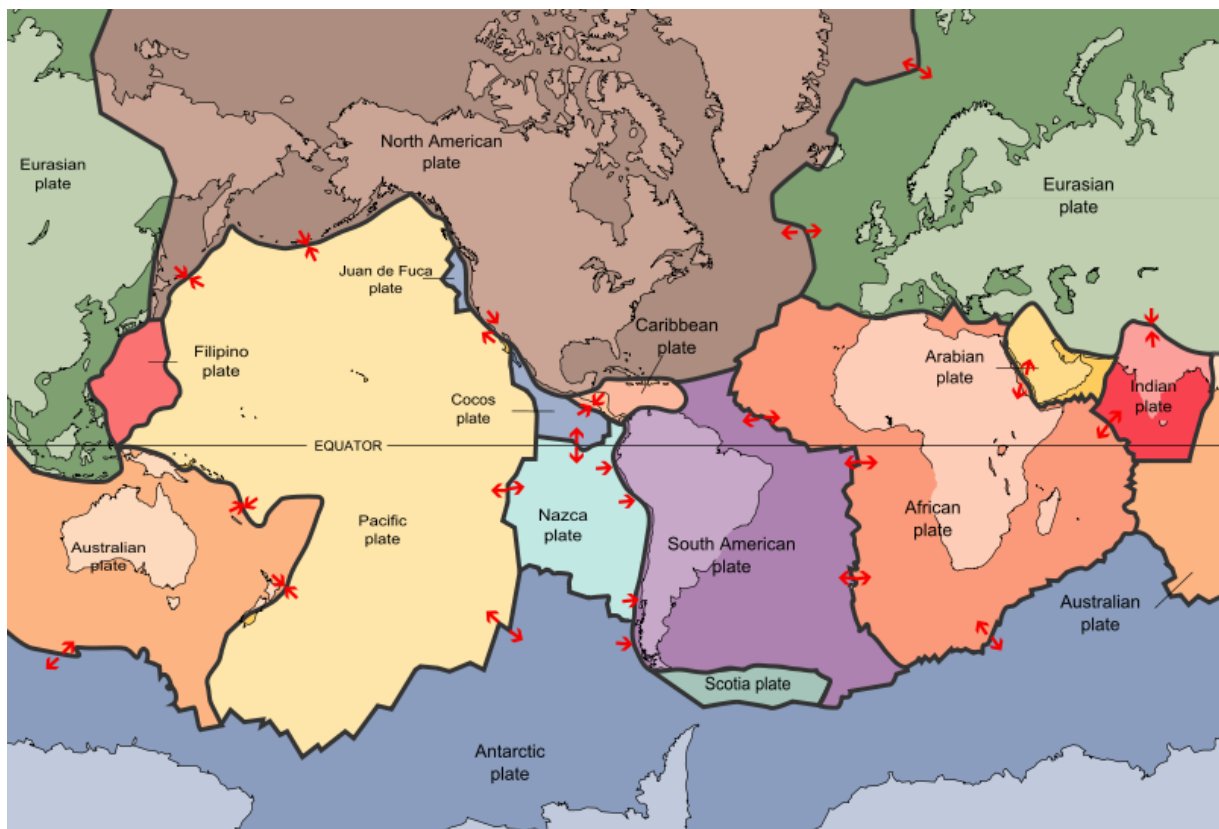 North American
plate
Eurasian
plate
Eurasian
plate
Juan de Fuca
plate
Caribbean
plate
Filipino
plate
Arabian
plate
Indian
plate
Cocos
plate
EQUATOR
Pacific
plate
Nazca
plate
African
plate
South American
plate
Australian
plate
Australian
plate
Scotia plate
Antarctic
plate